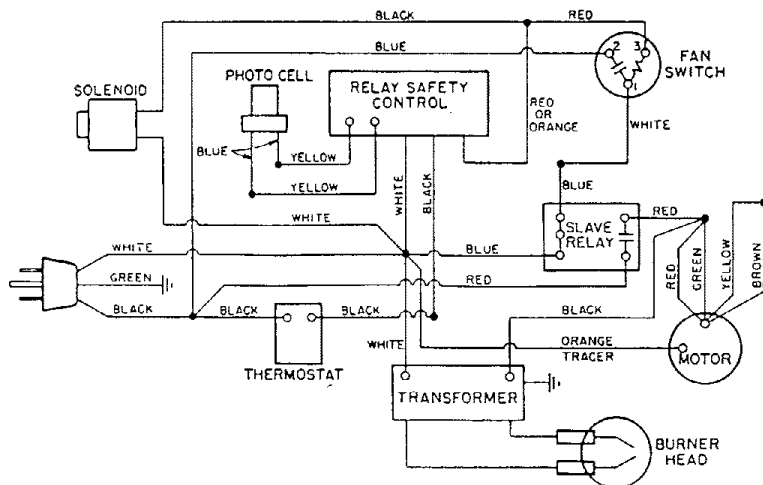 BLACK
RED
BLUE
2 3
1
FAN
SWITCH
SOLENOID
PHOTO CELL
RELAY SAFETY
CONTROL
RED
OR
ORANGE
WHITE
BLUE
YELLOW
YELLOW
WHITE
BLACK
BLUE
WHITE
RED
SLAVE
RELAY
WHITE
BLUE
GREEN
RED
RED
GREEN
YELLOW
BROWN
BLACK
BLACK
BLACK
BLACK
THERMOSTAT
WHITE
ORANGE
TRACER
MOTOR
TRANSFORMER
BURNER
HEAD